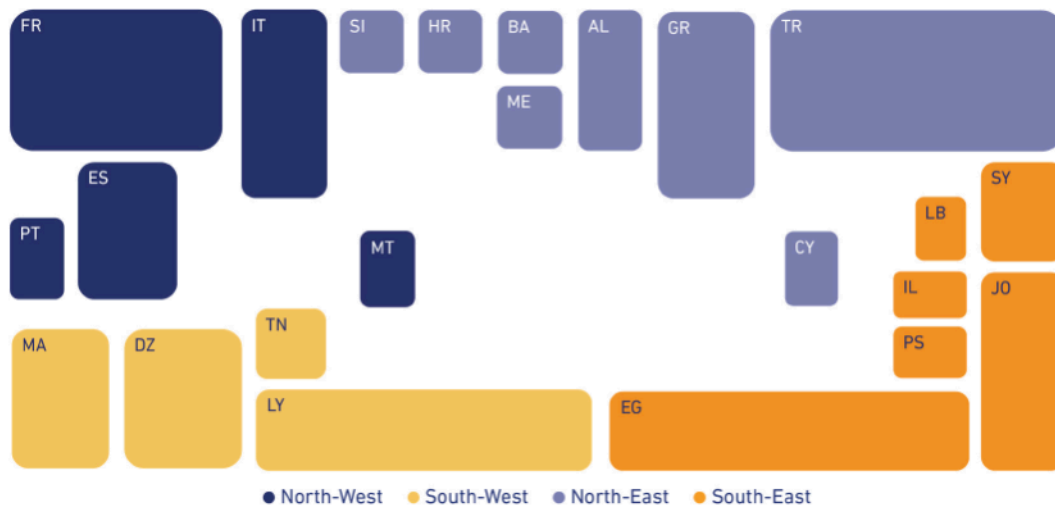 FR
IT
SI
HR
BA
AL
GR
TR
ME
ES
SY
PT
MT
LB
CY
IL
JO
MA
DZ
TN
PS
LY
EG
North-West
South-West
North-East
South-East